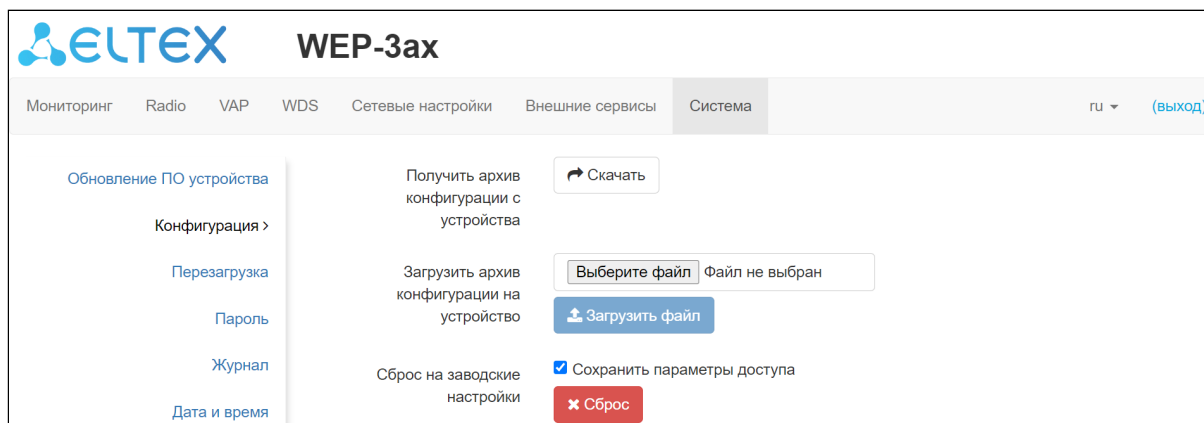 ELTEX WEP-3ax
Мониторинг Radio VAP WDS Сетевые настройки Внешние сервисы Система ru (выход)
Обновление ПО устройства
Конфигурация >
Перезагрузка
Пароль
Журнал
Дата и время
Получить архив
конфигурации с
устройства
Скачать
Загрузить архив
конфигурации на
устройство
Выберите файл Файл не выбран
Загрузить файл
Сброс на заводские
настройки
Сохранить параметры доступа
Сброс